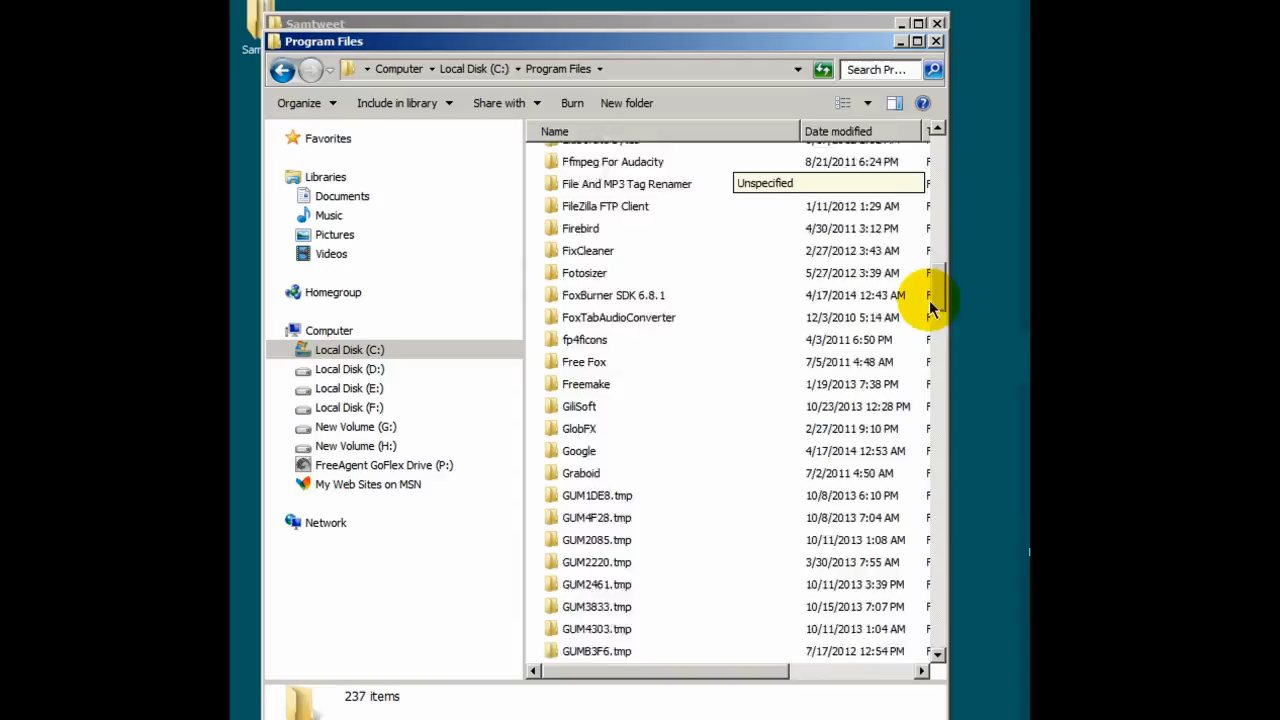 Samtweet
Sam
Program Files
Computer Local Disk (C:) Program Files
Search Pr...
Organize Include in library Share with Burn New folder
Name Date modified
Favorites
Libraries
Documents
Music
Pictures
Videos
Homegroup
Computer
Local Disk (C:)
Local Disk (D:)
Local Disk (E:)
Local Disk (F:)
New Volume (G:)
New Volume (H:)
FreeAgent GoFlex Drive (P:)
My Web Sites on MSN
Network
Ffmpeg For Audacity 8/21/2011 6:24 PM
File And MP3 Tag Renamer Unspecified
FileZilla FTP Client 1/11/2012 1:29 AM
Firebird 4/30/2011 3:12 PM
FixCleaner 2/27/2012 3:43 AM
Fotosizer 5/27/2012 3:39 AM
FoxBurner SDK 6.8.1 4/17/2014 12:43 AM
FoxTabAudioConverter 12/3/2010 5:14 AM
fp4ficons 4/3/2011 6:50 PM
Free Fox 7/5/2011 4:48 AM
Freemake 1/19/2013 7:38 PM
GiliSoft 10/23/2013 12:28 PM
GlobFX 2/27/2011 9:10 PM
Google 4/17/2014 12:53 AM
Graboid 7/2/2011 4:50 AM
GUM1DE8.tmp 10/8/2013 6:10 PM
GUM4F28.tmp 10/8/2013 7:04 AM
GUM2085.tmp 10/11/2013 1:08 AM
GUM2220.tmp 3/30/2013 7:55 AM
GUM2461.tmp 10/11/2013 3:39 PM
GUM3833.tmp 10/15/2013 7:07 PM
GUM4303.tmp 10/11/2013 1:04 AM
GUMB3F6.tmp 7/17/2012 12:54 PM
237 items